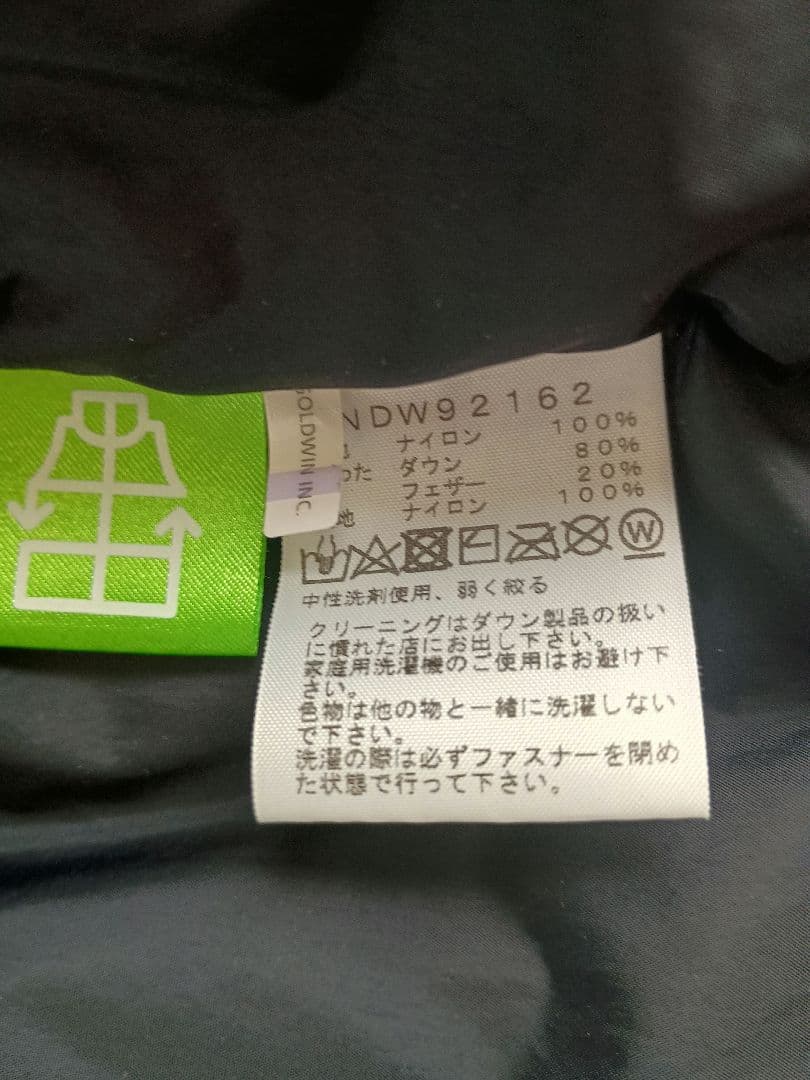 GOLDWIN INC.
NDW92162
ナイロン 100%
わた ダウン 80%
フェザー 20%
地 ナイロン 100%
W
中性洗剤使用、弱く絞る
クリーニングはダウン製品の扱い
に慣れた店にお出し下さい。
家庭用洗濯機のご使用はお避け下
さい。
色物は他の物と一緒に洗濯しない
で下さい。
洗濯の際は必ずファスナーを閉め
た状態で行って下さい。